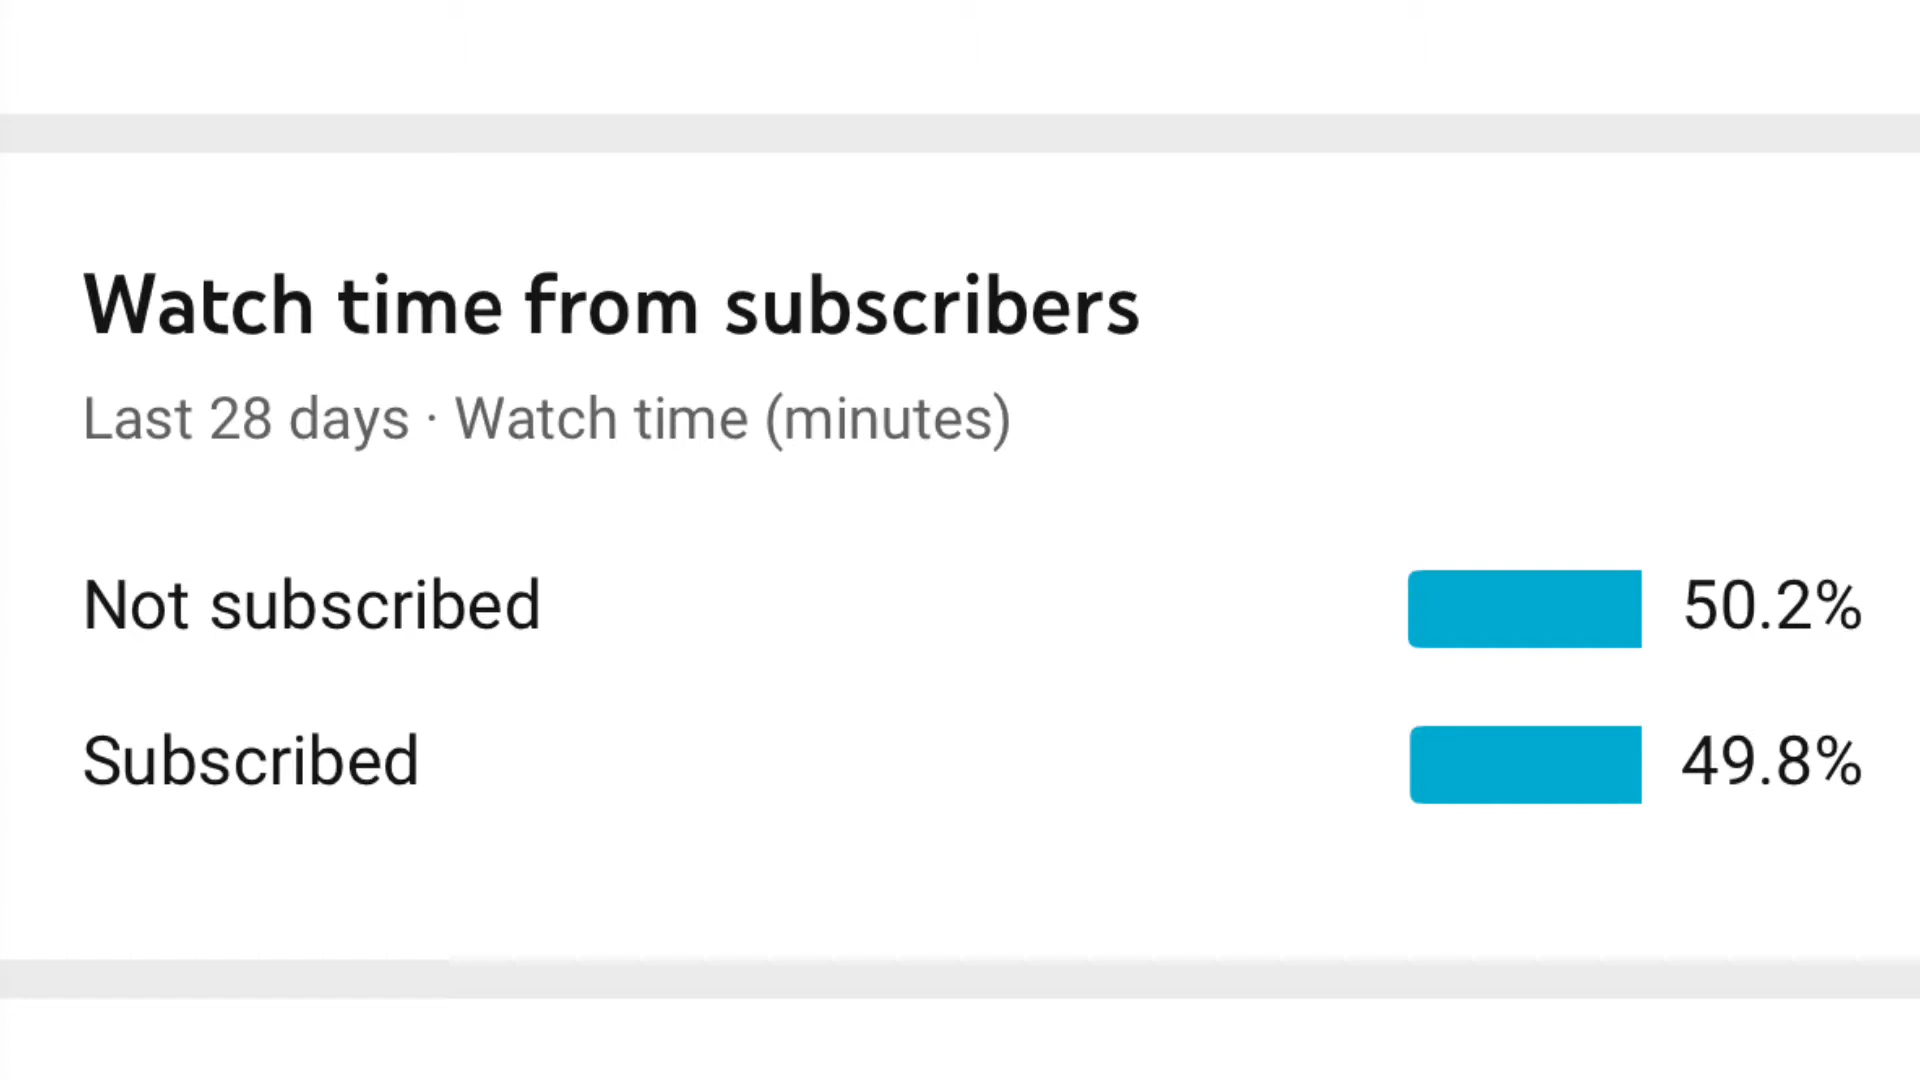 Watch time from subscribers
Last 28 days · Watch time (minutes)
Not subscribed 50.2%
Subscribed 49.8%